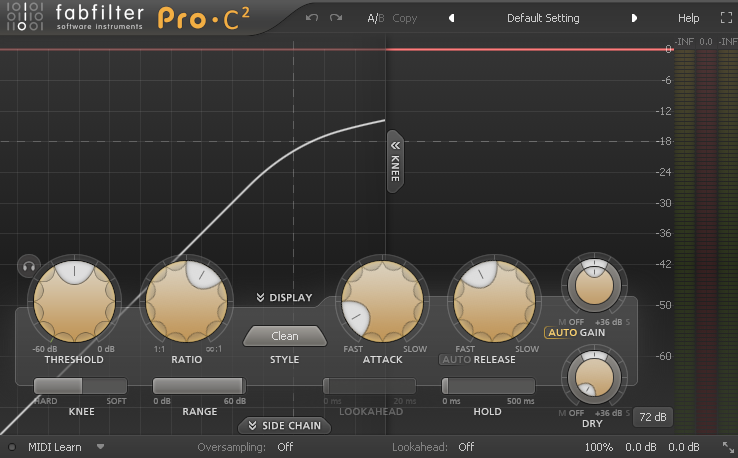 fabfilter
software instruments
Pro·C²
A/B Copy
Default Setting
Help
-INF 0.0 -INF
0
-6
-12
-18
-24
-30
-36
-42
-50
-60
KNEE
-60 dB 0 dB
THRESHOLD
1:1 ∞:1
RATIO
DISPLAY
Clean
STYLE
FAST SLOW
ATTACK
FAST SLOW
AUTO RELEASE
M OFF +36 dB S
AUTO GAIN
HARD SOFT
KNEE
0 dB 60 dB
RANGE
0 ms 20 ms
LOOKAHEAD
0 ms 500 ms
HOLD
M OFF +36 dB S
DRY
72 dB
SIDE CHAIN
MIDI Learn
Oversampling: Off
Lookahead: Off
100% 0.0 dB 0.0 dB